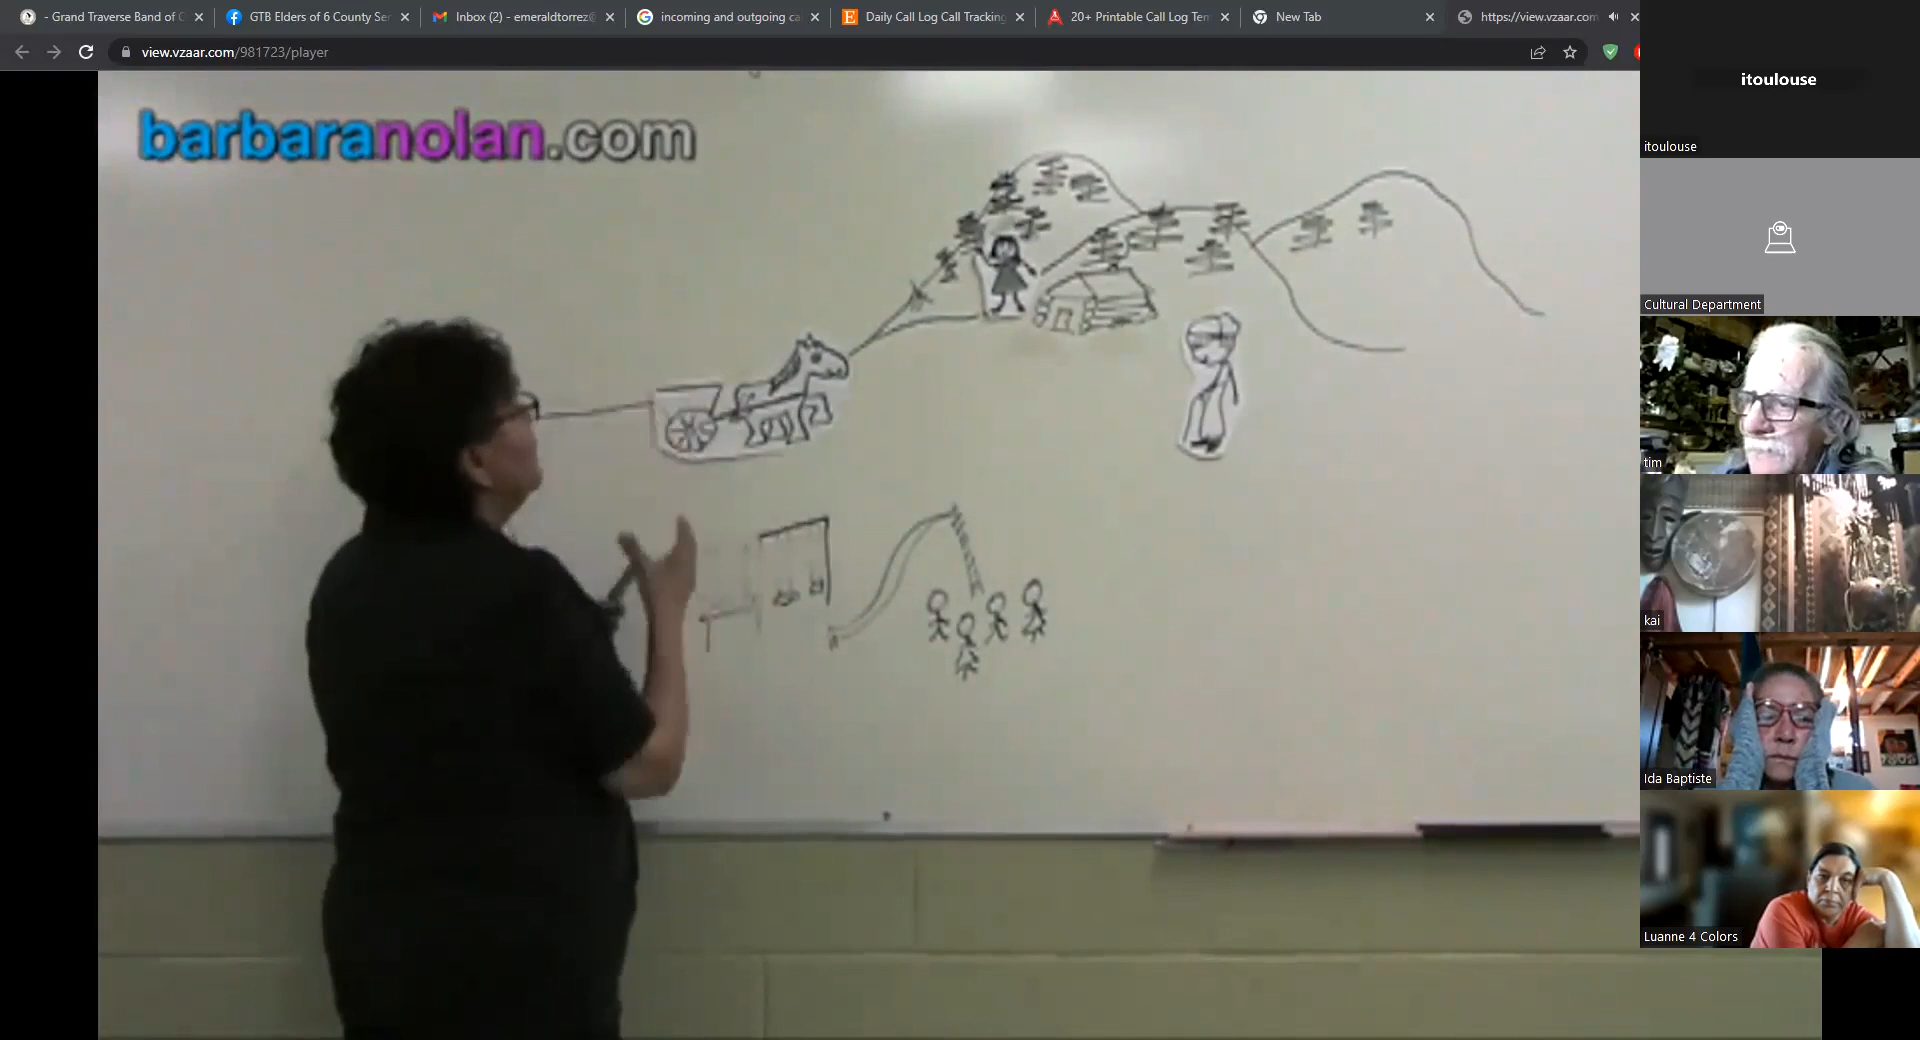 - Grand Traverse Band of O
GTB Elders of 6 County Ser
Inbox (2) - emeraldtorrez@
incoming and outgoing ca
Daily Call Log Call Tracking
20+ Printable Call Log Tem
New Tab
https://view.vzaar.com
view.vzaar.com/981723/player
barbaranolan.com
itoulouse
itoulouse
Cultural Department
tim
kai
Ida Baptiste
Luanne 4 Colors